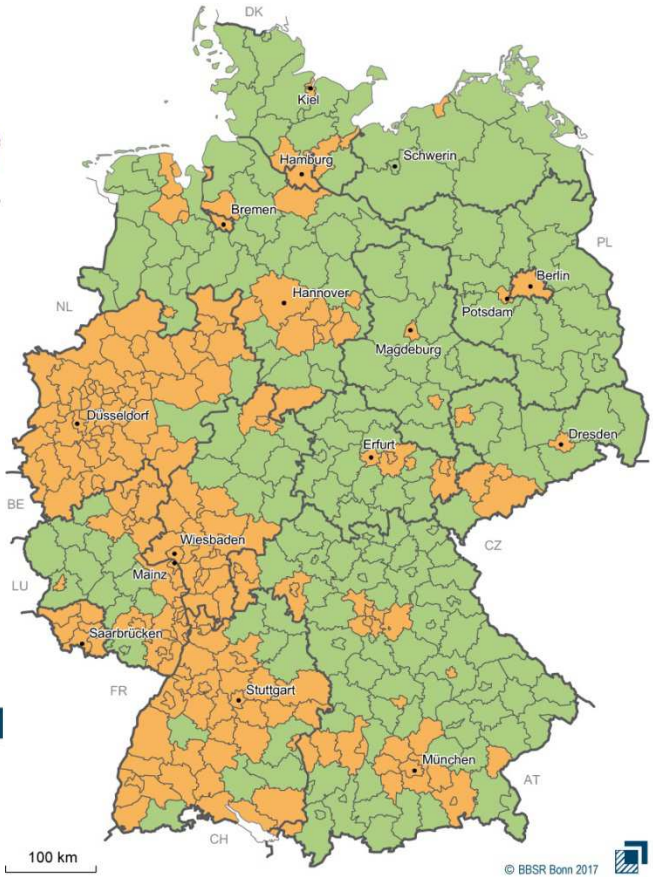 DK
Kiel
Hamburg
Schwerin
Bremen
PL
Berlin
NL
Hannover
Potsdam
Magdeburg
Düsseldorf
Erfurt
Dresden
BE
CZ
Wiesbaden
LU
Mainz
Saarbrücken
FR
Stuttgart
München
AT
CH
100 km
© BBSR Bonn 2017